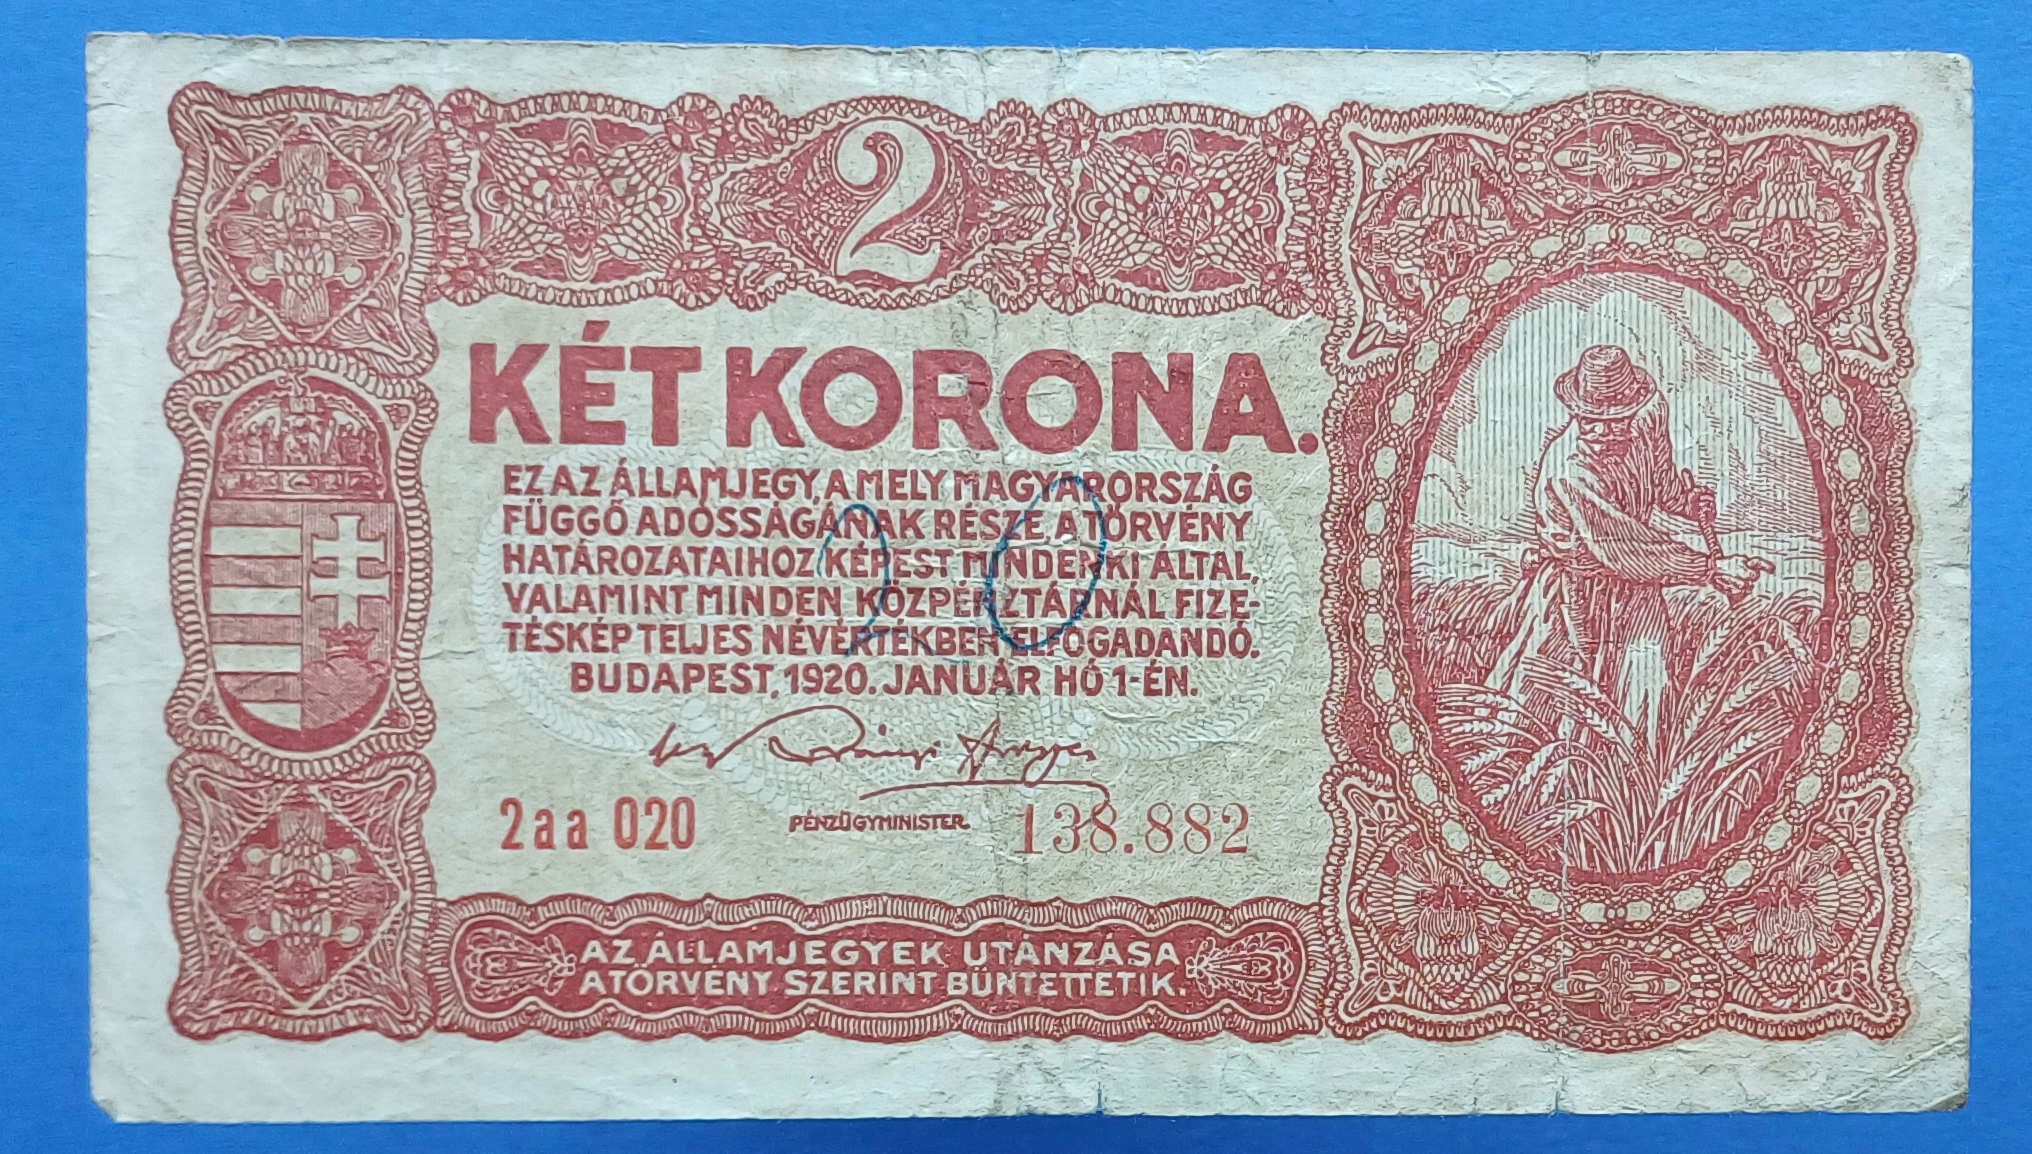 2
KÉT KORONA.
EZ AZ ÁLLAMJEGY, AMELY MAGYARORSZÁG
FÜGGŐ ADÓSSÁGÁNAK RÉSZE, A TÖRVÉNY
HATÁROZATAIHOZ KÉPEST MINDENKI ÁLTAL,
VALAMINT MINDEN KÖZPÉNZTÁRNÁL FIZE-
TÉSKÉP TELJES NÉVÉRTÉKBEN ELFOGADANDÓ.
BUDAPEST, 1920. JANUÁR HÓ 1-ÉN.
20
2aa 020
PÉNZÜGYMINISTER
138.882
AZ ÁLLAMJEGYEK UTÁNZÁSA
A TÖRVÉNY SZERINT BÜNTETTETIK.